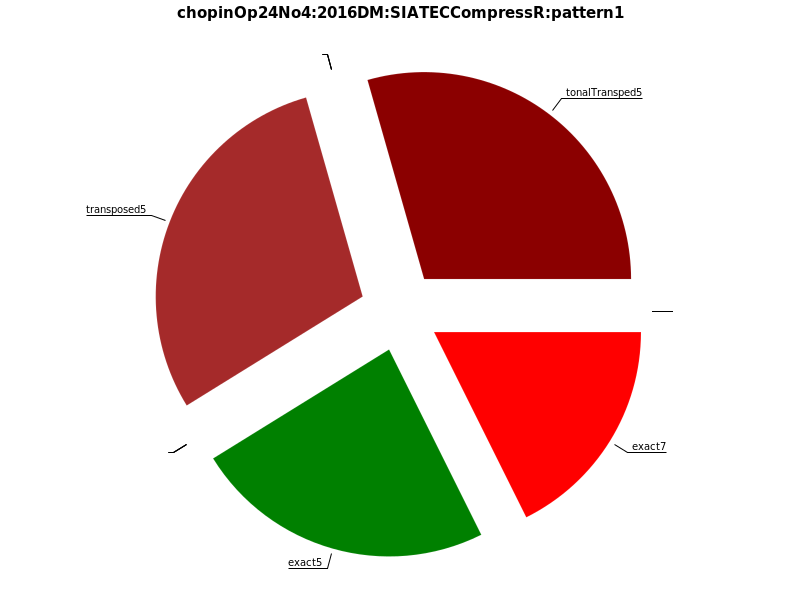 chopinOp24No4:2016DM:SIATECCompressR:pattern1
tonalTransped5
transposed5
exact7
exact5